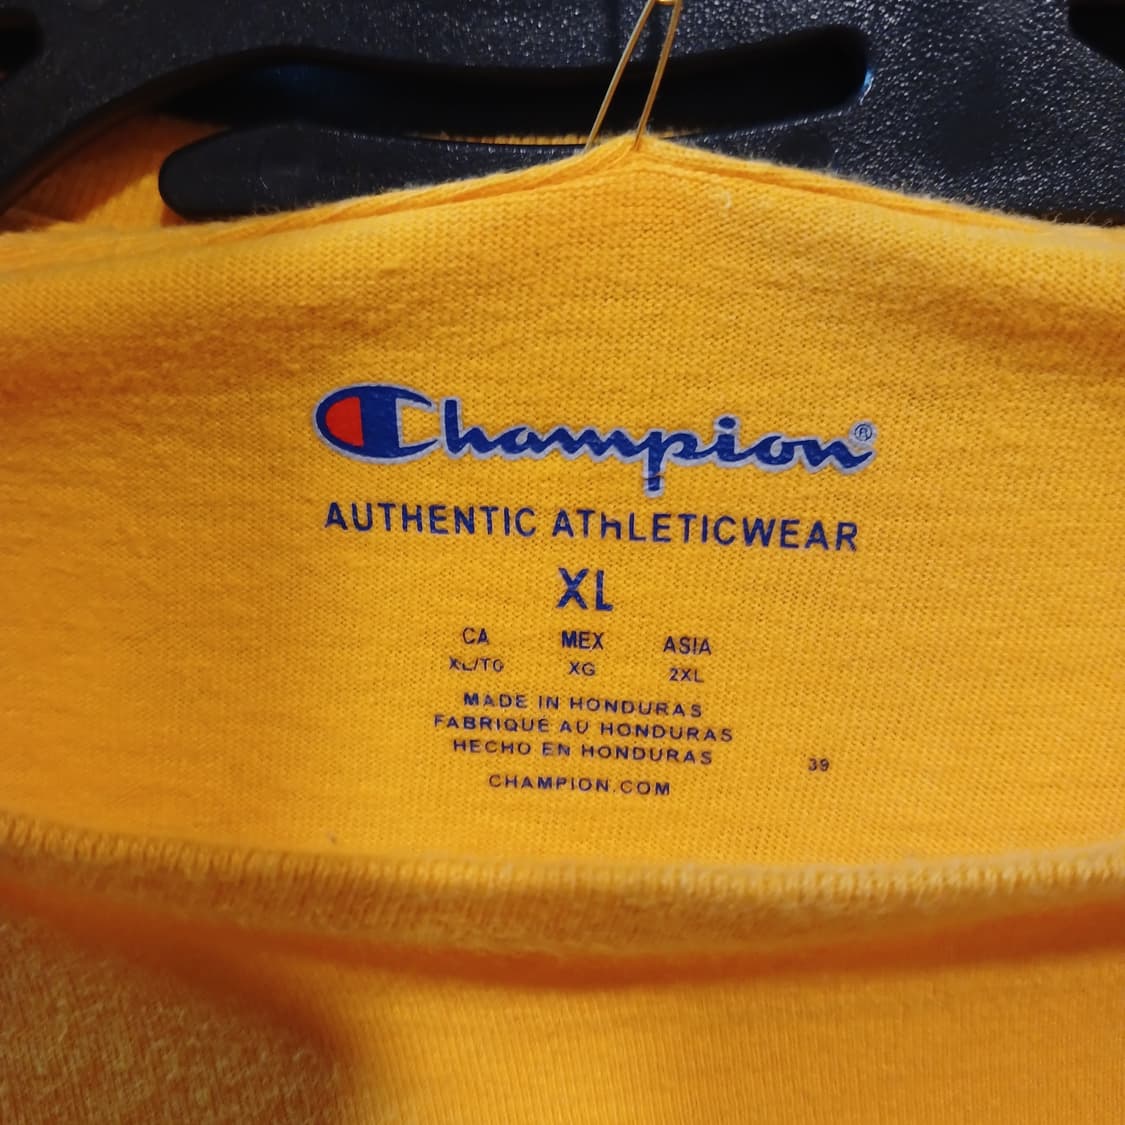 Champion®
AUTHENTIC ATHLETICWEAR
XL
CA MEX ASIA
XL/TG XG 2XL
MADE IN HONDURAS
FABRIQUÉ AU HONDURAS
HECHO EN HONDURAS
39
CHAMPION.COM